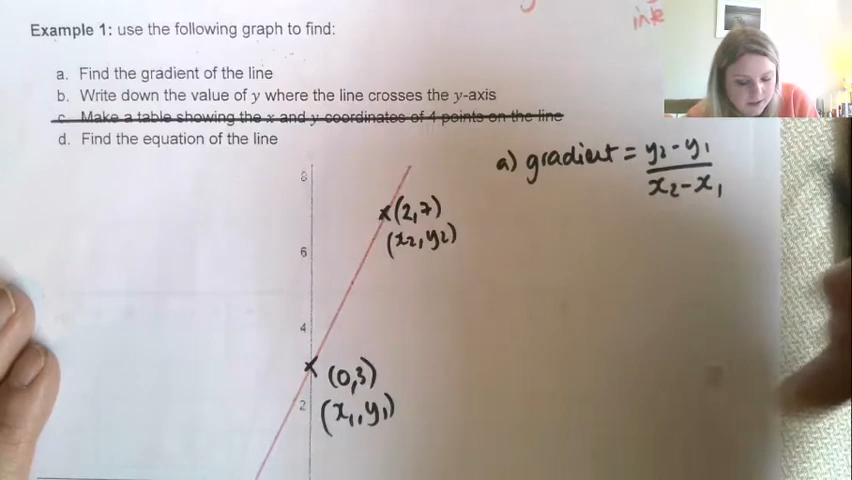 Example 1: use the following graph to find:
a. Find the gradient of the line
b. Write down the value of y where the line crosses the y-axis
c. Make a table showing the x and y coordinates of 4 points on the line
d. Find the equation of the line
a) gradient = y₂-y₁
x₂-x₁
8
×(2,7)
(x₂,y₂)
6
4
× (0,3)
2
(x₁,y₁)